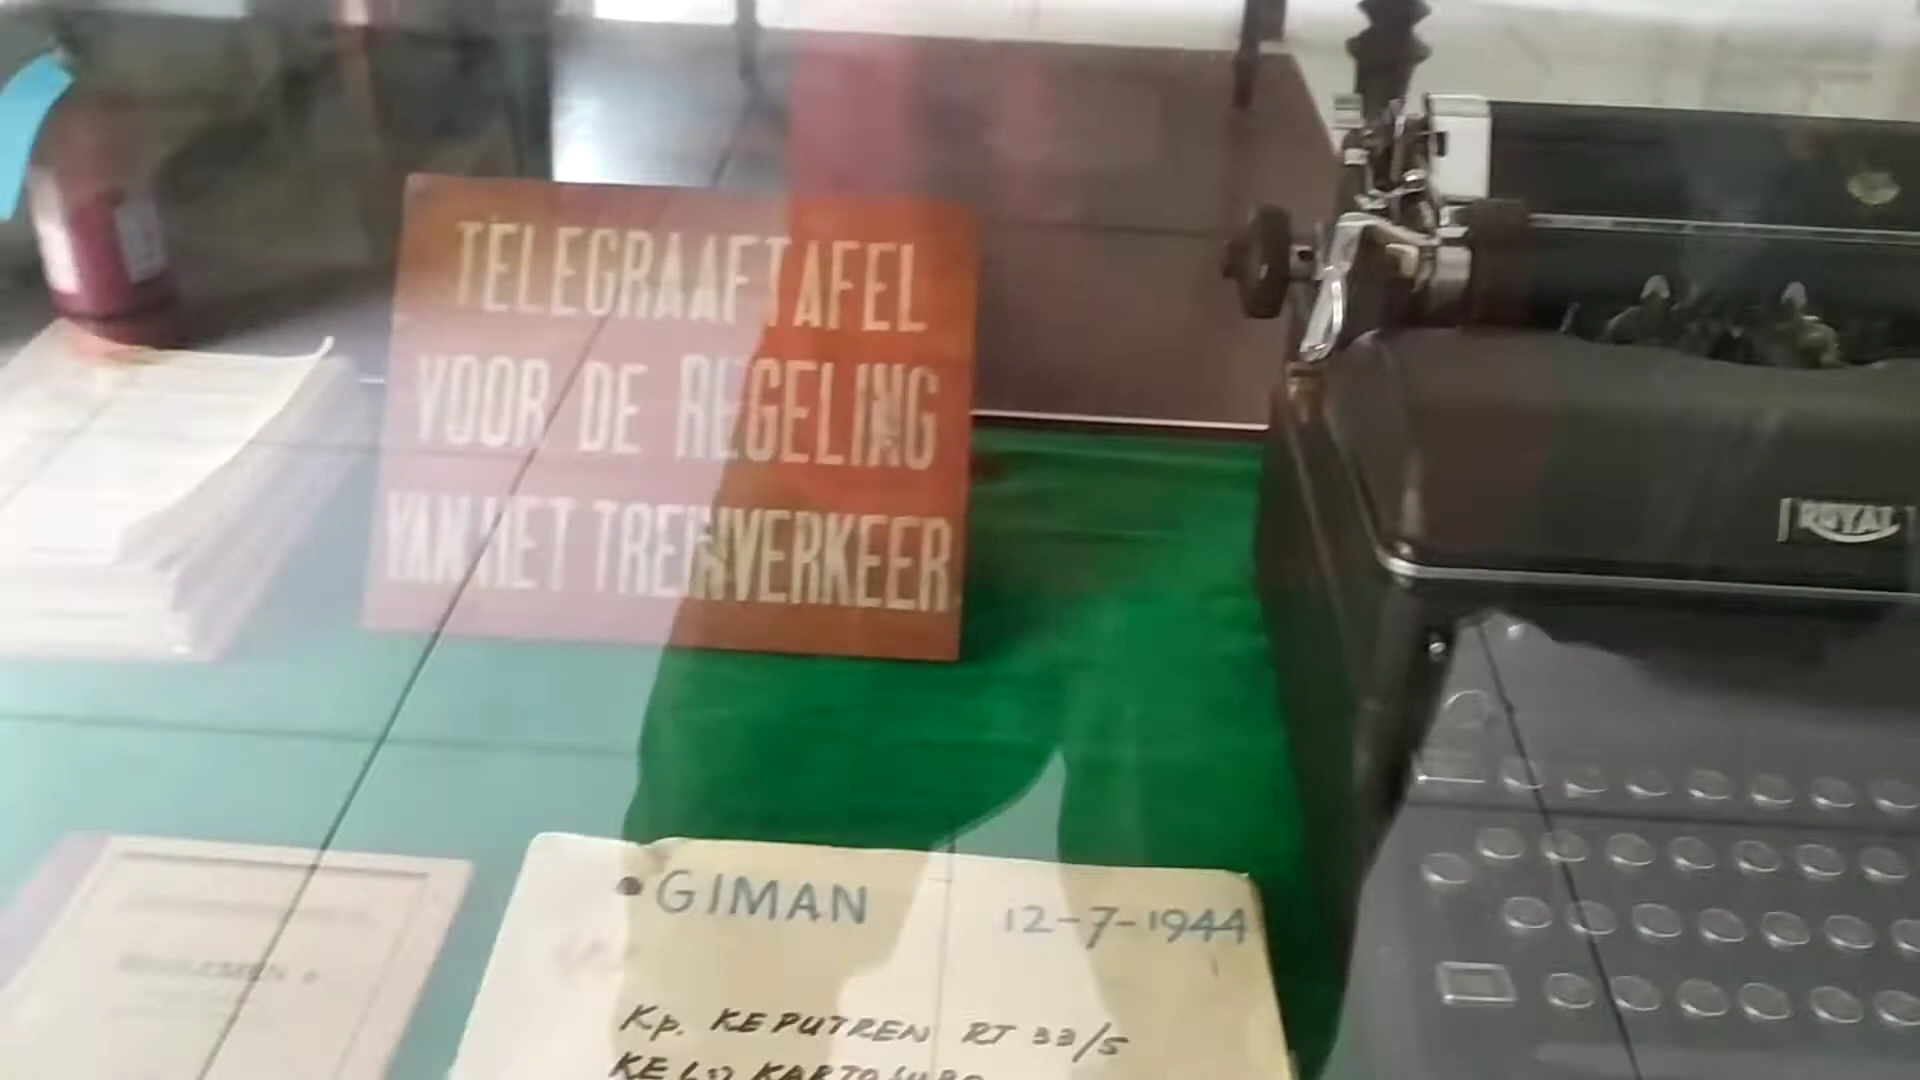 TELEGRAAFTAFEL
VOOR DE REGELING
VAN HET TREINVERKEER
ROYAL
GIMAN
12-7-1944
Kp. KEPUTREN RT 33/5